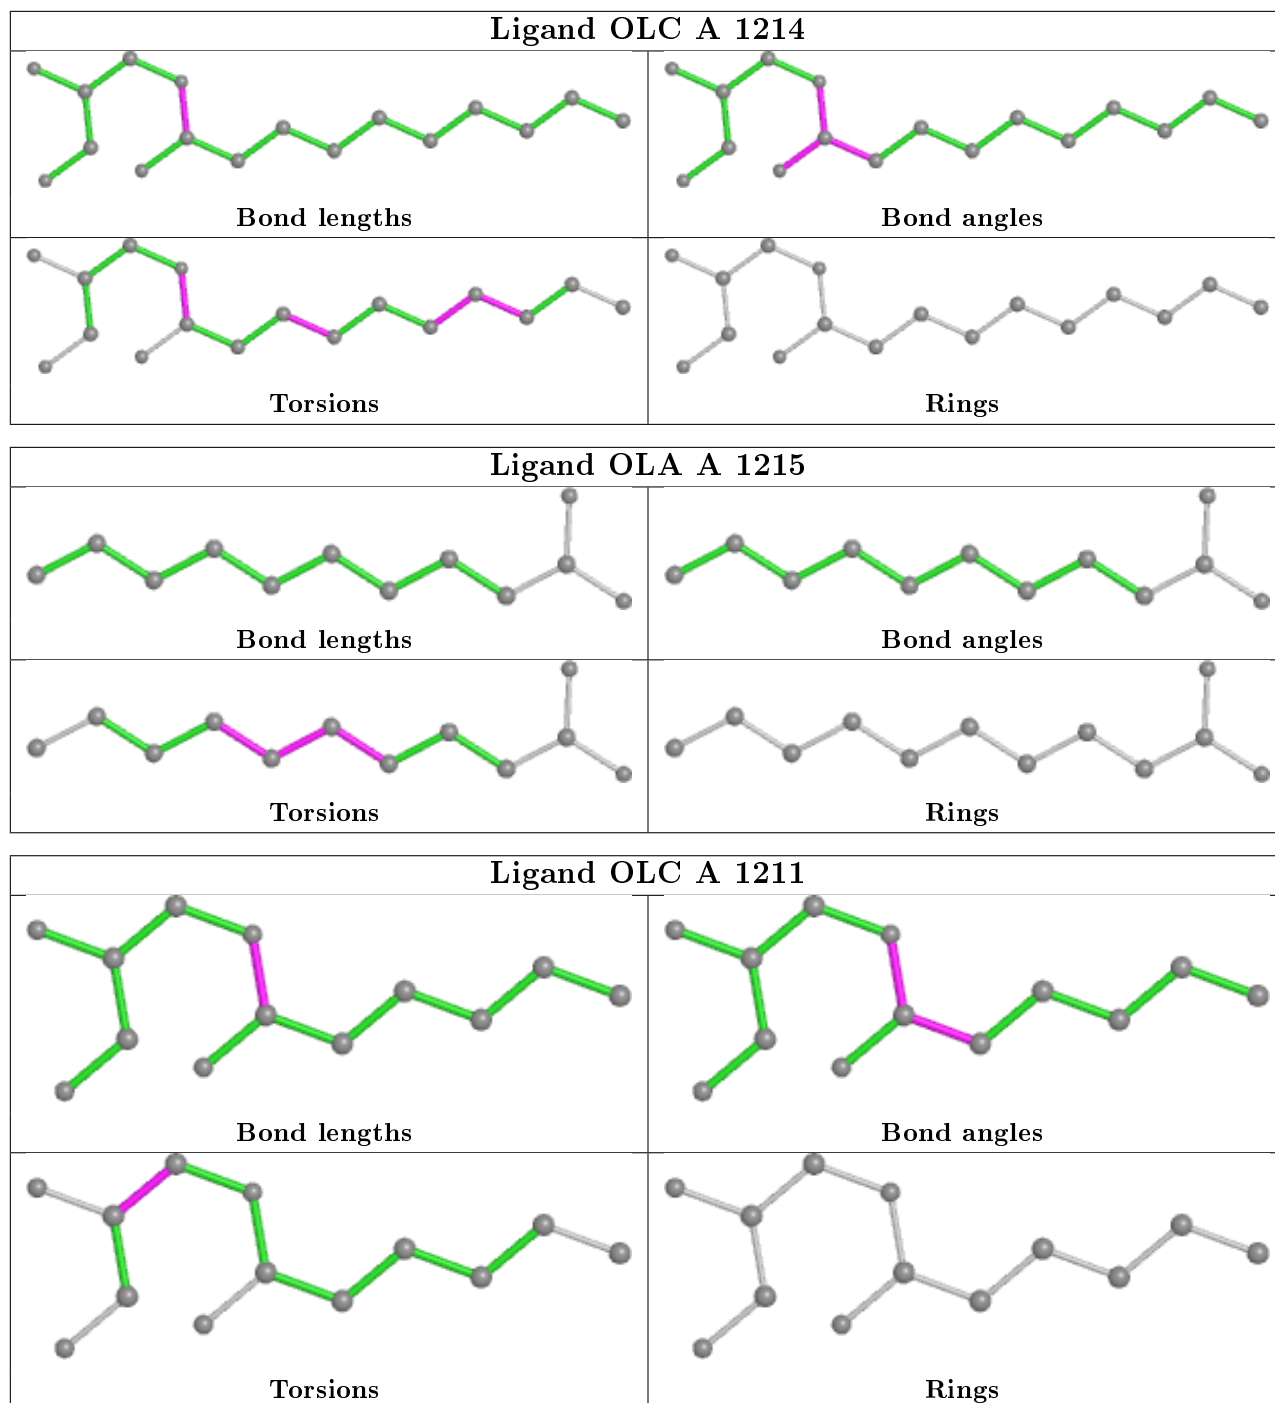 Ligand OLC A 1214
Bond lengths
Bond angles
Torsions
Rings
Ligand OLA A 1215
Bond lengths
Bond angles
Torsions
Rings
Ligand OLC A 1211
Bond lengths
Bond angles
Torsions
Rings